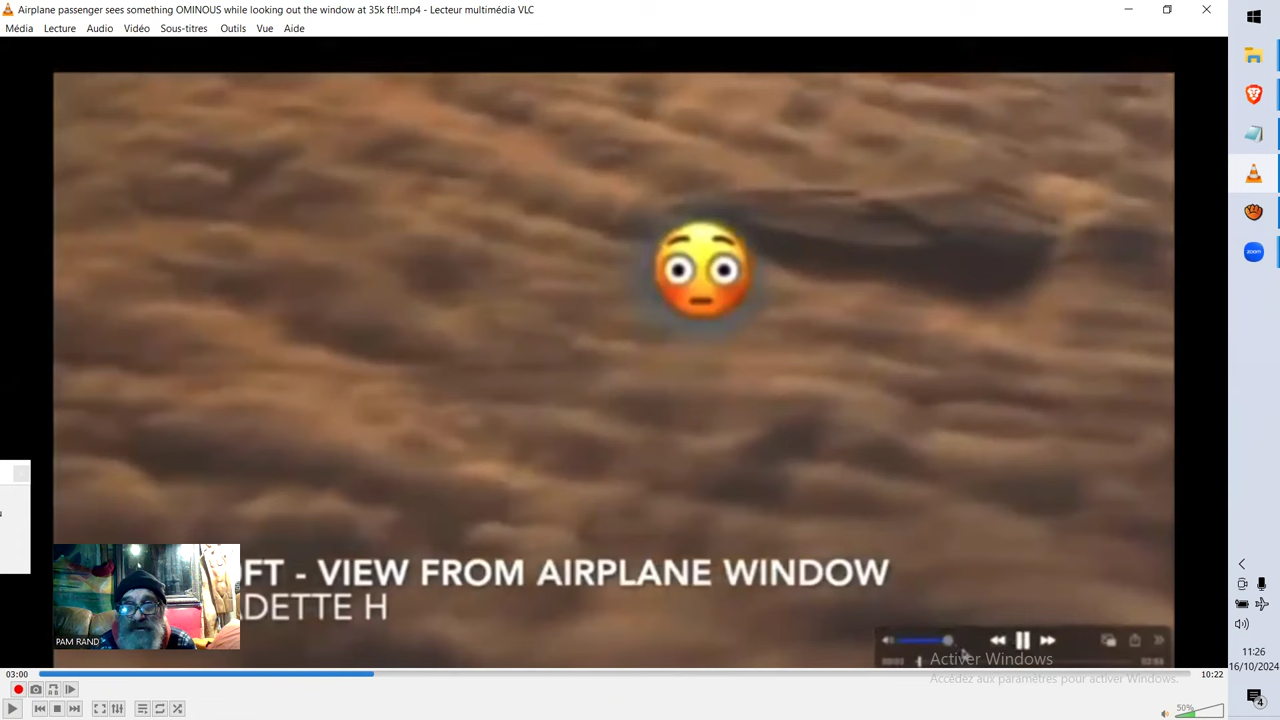 Airplane passenger sees something OMINOUS while looking out the window at 35k ft!!.mp4 - Lecteur multimédia VLC
Média Lecture Audio Vidéo Sous-titres Outils Vue Aide
FT - VIEW FROM AIRPLANE WINDOW
DETTE H
PAM RAND
zoom
Activer Windows
Accédez aux paramètres pour activer Windows.
11:26
16/10/2024
03:00
10:22
50%
4